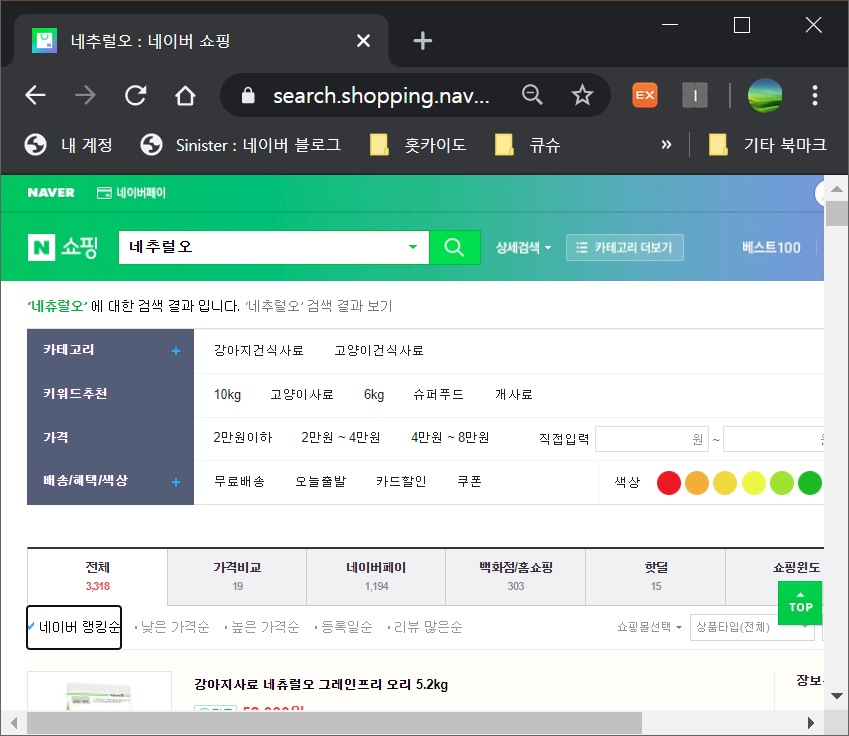 네추럴오 : 네이버 쇼핑
search.shopping.nav...
EX
내 계정 Sinister : 네이버 블로그 홋카이도 큐슈 » 기타 북마크
NAVER 네이버페이
N 쇼핑 네추럴오 상세검색 카테고리 더보기 베스트100
'네츄럴오' 에 대한 검색 결과 입니다. '네추럴오' 검색 결과 보기
카테고리 + 강아지건식사료 고양이건식사료
키워드추천 10kg 고양이사료 6kg 슈퍼푸드 개사료
가격 2만원이하 2만원 ~ 4만원 4만원 ~ 8만원 직접입력 원 ~
배송/혜택/색상 + 무료배송 오늘출발 카드할인 쿠폰 색상
전체 가격비교 네이버페이 백화점/홈쇼핑 핫딜 쇼핑윈도
3,318 19 1,194 303 15
TOP
네이버 랭킹순 낮은 가격순 높은 가격순 등록일순 리뷰 많은순 쇼핑몰선택 상품타입(전체)
강아지사료 네츄럴오 그레인프리 오리 5.2kg